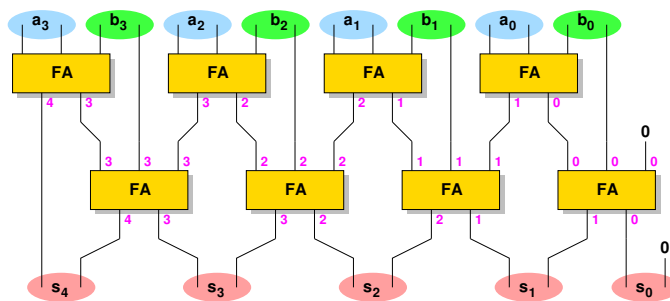 a3 b3 a2 b2 a1 b1 a0 b0
FA FA FA FA
4 3 3 2 2 1 1 0
0
3 3 3 2 2 2 1 1 1 0 0 0
FA FA FA FA
4 3 3 2 2 1 1 0
0
s4 s3 s2 s1 s0